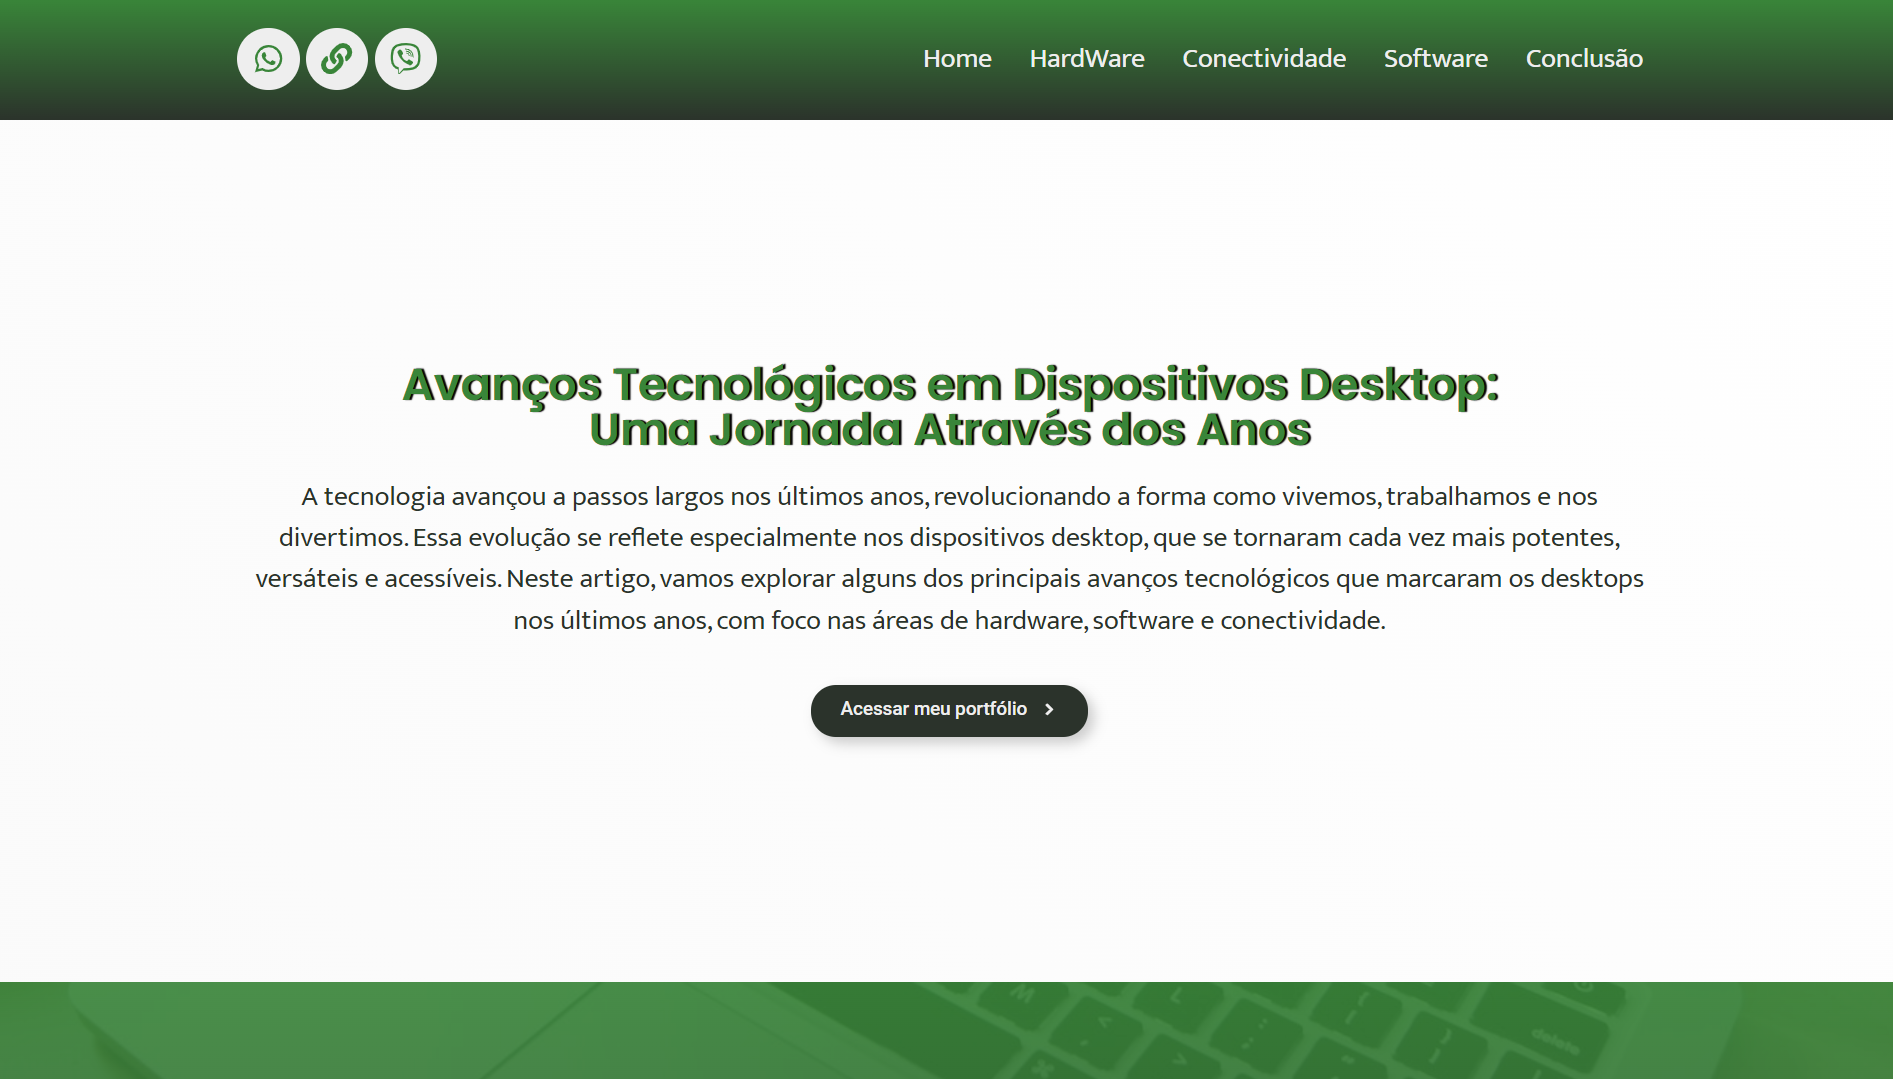 Home HardWare Conectividade Software Conclusão
Avanços Tecnológicos em Dispositivos Desktop:
Uma Jornada Através dos Anos
A tecnologia avançou a passos largos nos últimos anos, revolucionando a forma como vivemos, trabalhamos e nos
divertimos. Essa evolução se reflete especialmente nos dispositivos desktop, que se tornaram cada vez mais potentes,
versáteis e acessíveis. Neste artigo, vamos explorar alguns dos principais avanços tecnológicos que marcaram os desktops
nos últimos anos, com foco nas áreas de hardware, software e conectividade.
Acessar meu portfólio
delete